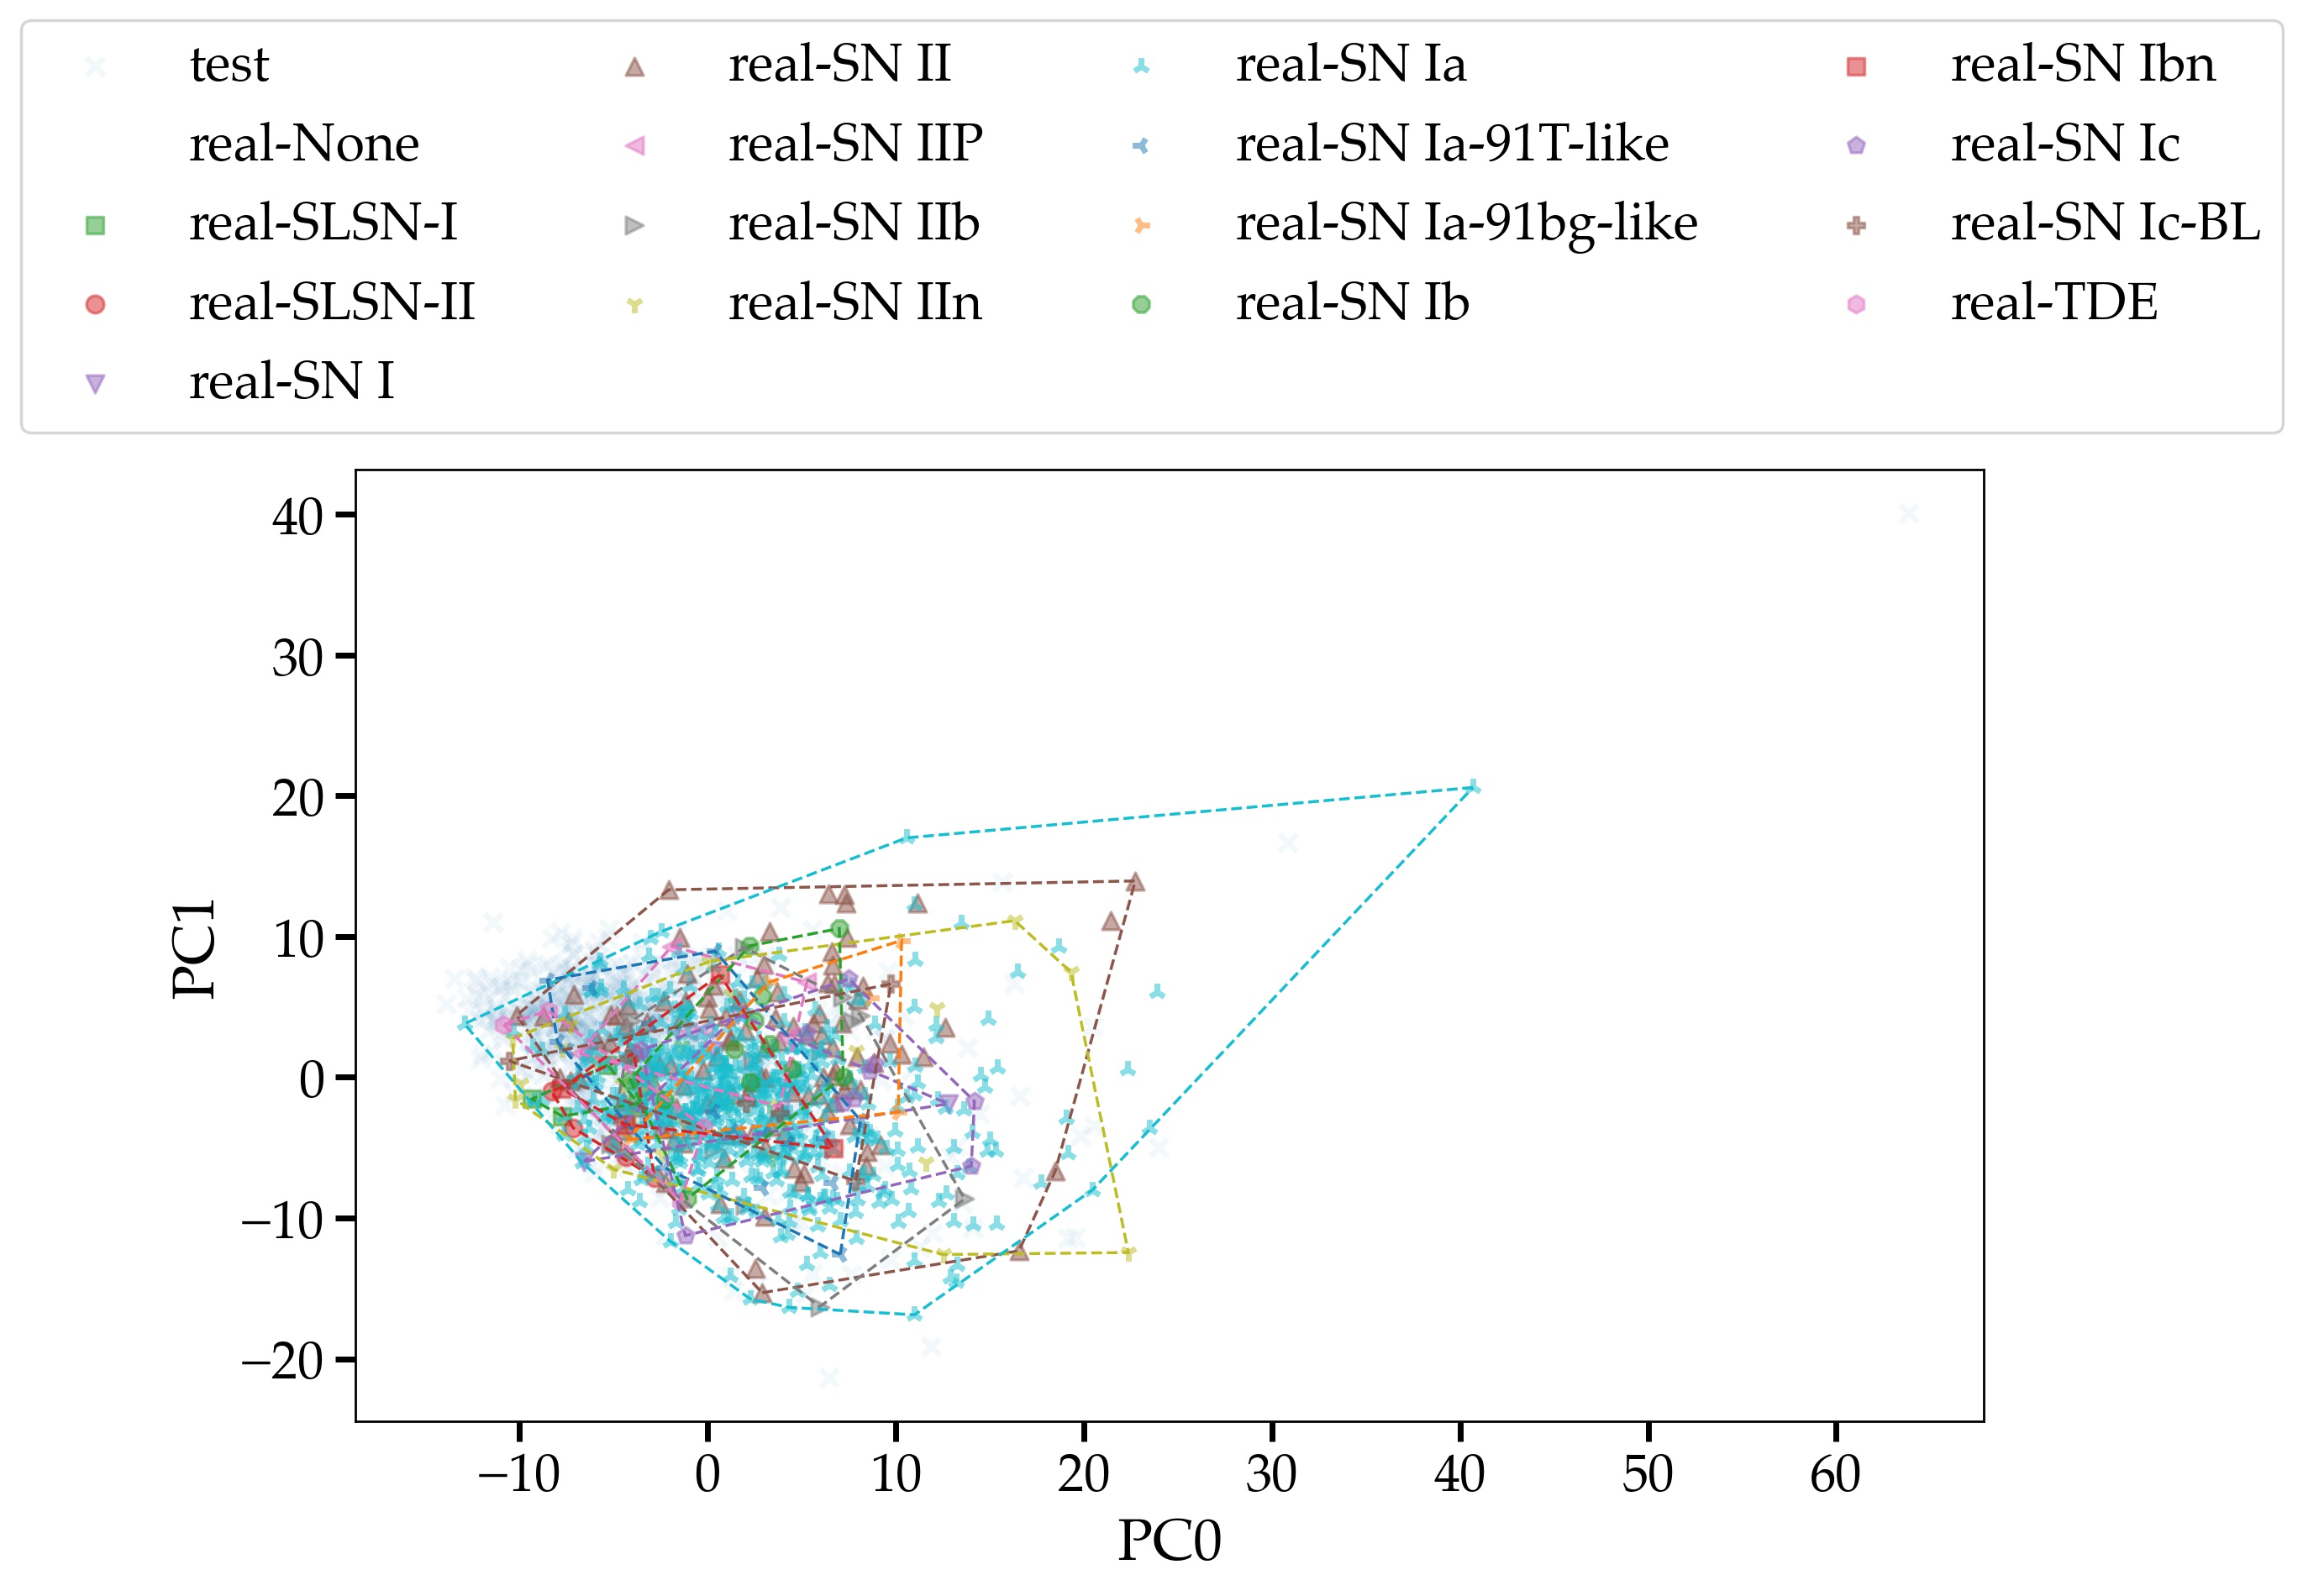 test
real-None
real-SLSN-I
real-SLSN-II
real-SN I
real-SN II
real-SN IIP
real-SN IIb
real-SN IIn
real-SN Ia
real-SN Ia-91T-like
real-SN Ia-91bg-like
real-SN Ib
real-SN Ibn
real-SN Ic
real-SN Ic-BL
real-TDE
PC1
40
30
20
10
0
−10
−20
−10 0 10 20 30 40 50 60
PC0